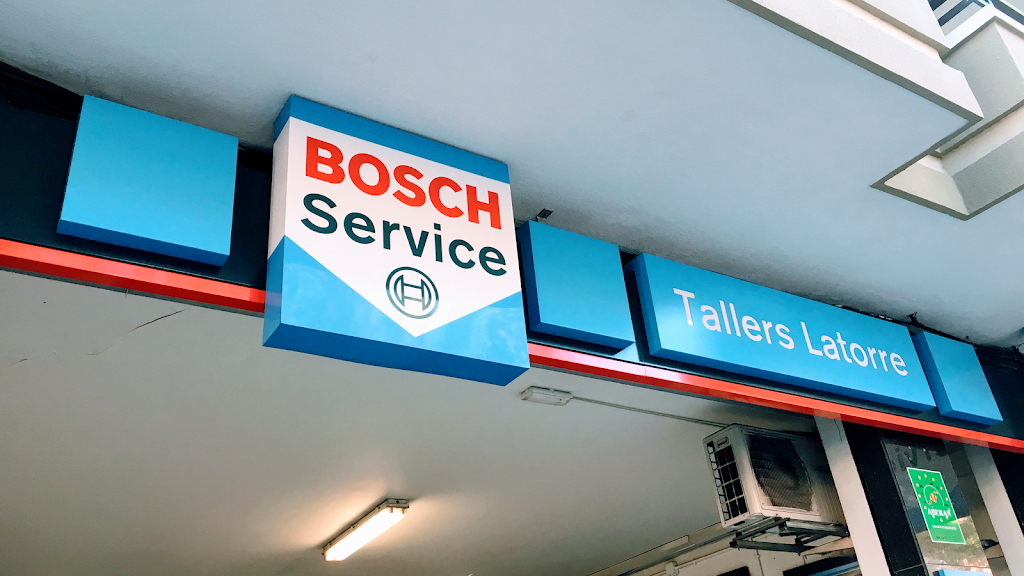 BOSCH
Service
Tallers Latorre